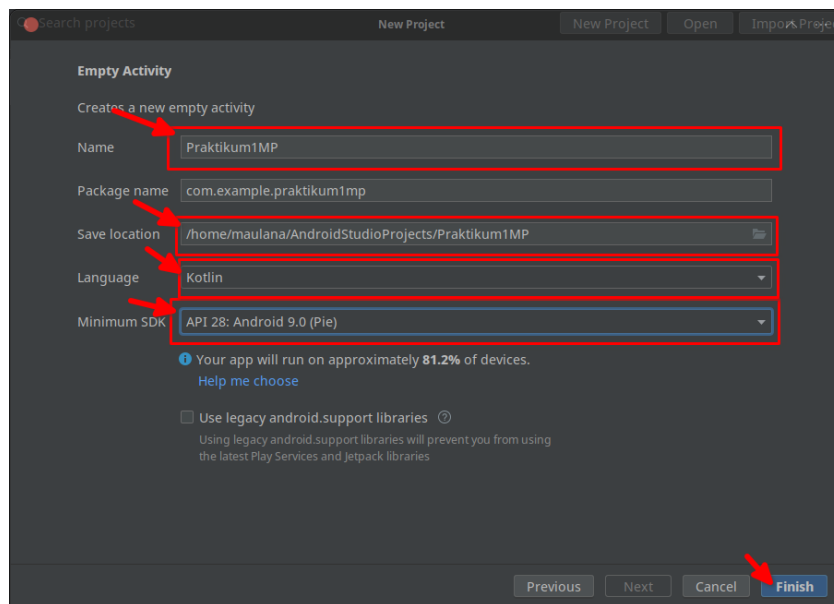 Search projects
New Project
New Project
Open
Import Proje
Empty Activity
Creates a new empty activity
Name
Praktikum1MP
Package name
com.example.praktikum1mp
Save location
/home/maulana/AndroidStudioProjects/Praktikum1MP
Language
Kotlin
Minimum SDK
API 28: Android 9.0 (Pie)
Your app will run on approximately 81.2% of devices.
Help me choose
Use legacy android.support libraries
Using legacy android.support libraries will prevent you from using
the latest Play Services and Jetpack libraries
Previous
Next
Cancel
Finish